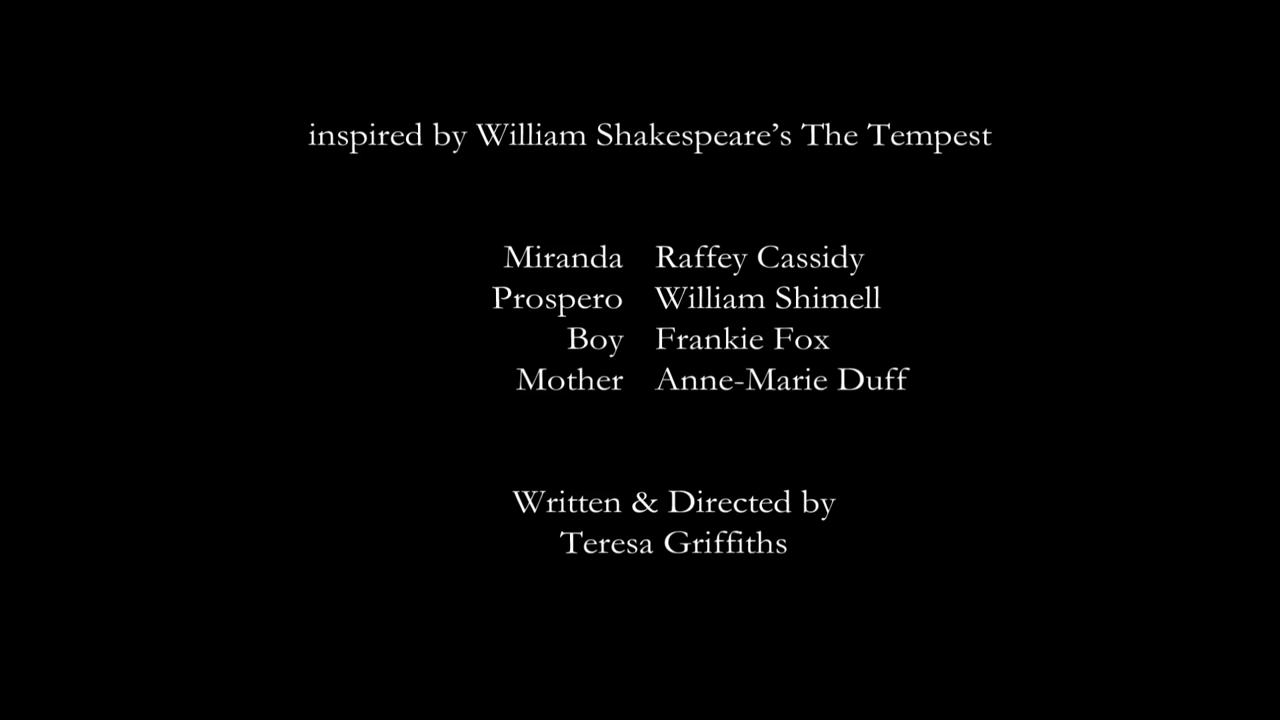 inspired by William Shakespeare’s The Tempest
Miranda Raffey Cassidy
Prospero William Shimell
Boy Frankie Fox
Mother Anne-Marie Duff
Written & Directed by
Teresa Griffiths